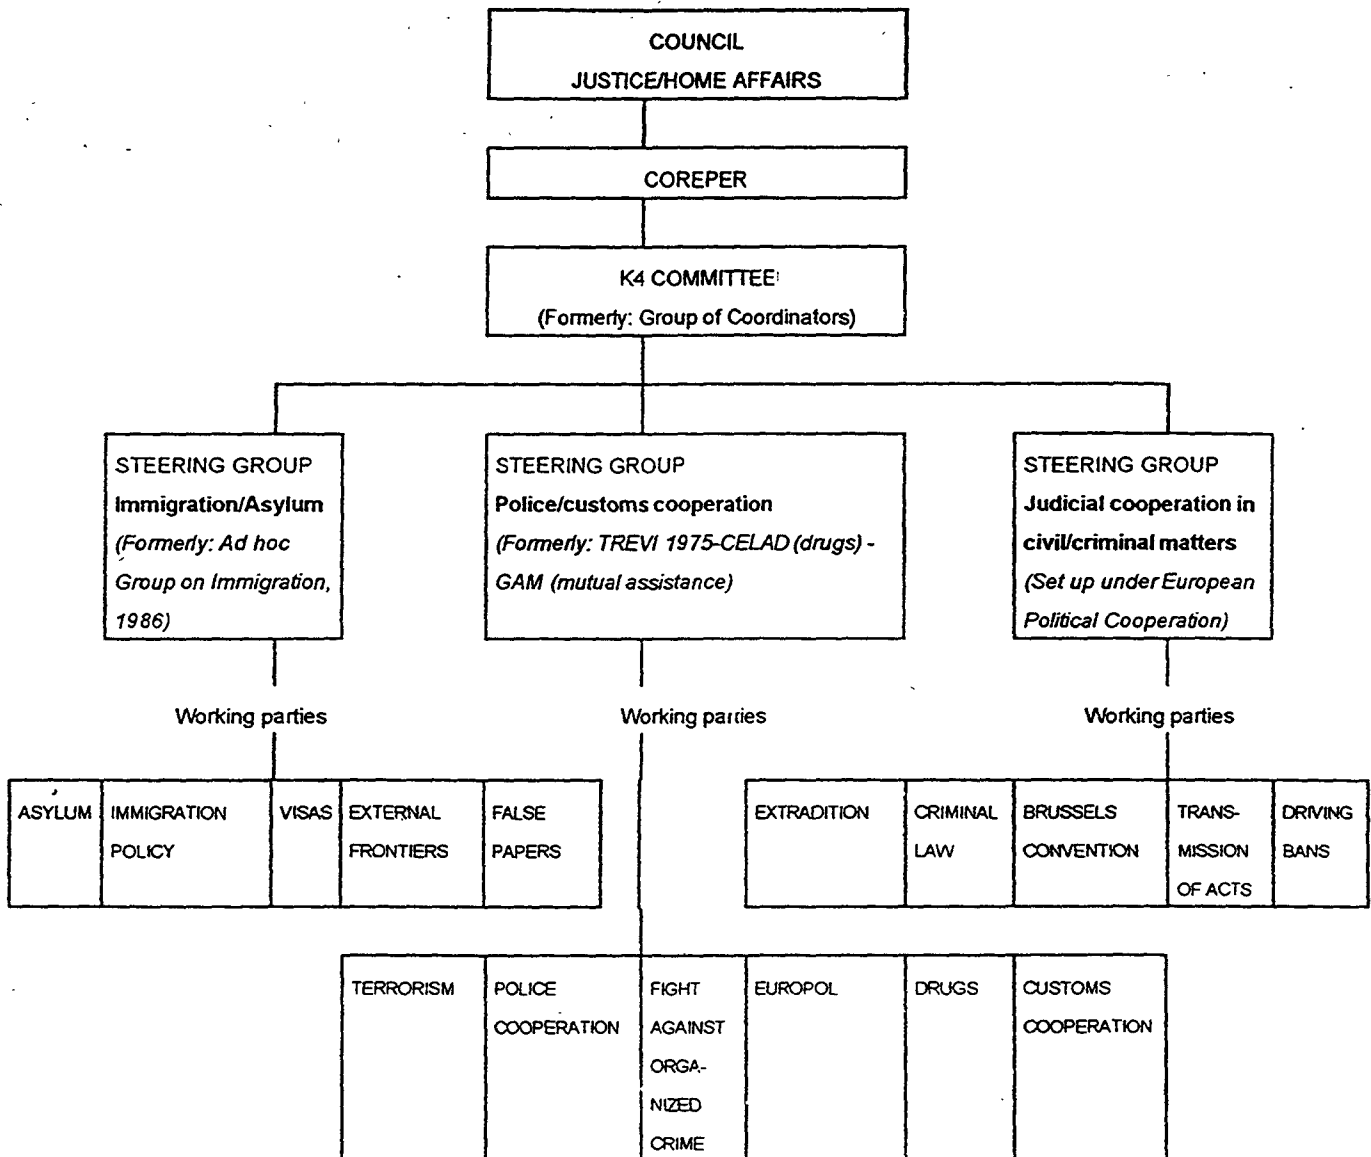 COUNCIL
JUSTICE/HOME AFFAIRS
COREPER
K4 COMMITTEE
(Formerly: Group of Coordinators)
STEERING GROUP
Immigration/Asylum
(Formerly: Ad hoc
Group on Immigration,
1986)
STEERING GROUP
Police/customs cooperation
(Formerly: TREVI 1975-CELAD (drugs) -
GAM (mutual assistance)
STEERING GROUP
Judicial cooperation in
civil/criminal matters
(Set up under European
Political Cooperation)
Working parties
Working parties
Working parties
ASYLUM
IMMIGRATION
POLICY
VISAS
EXTERNAL
FRONTIERS
FALSE
PAPERS
EXTRADITION
CRIMINAL
LAW
BRUSSELS
CONVENTION
TRANS-
MISSION
OF ACTS
DRIVING
BANS
TERRORISM
POLICE
COOPERATION
FIGHT
AGAINST
ORGA-
NIZED
CRIME
EUROPOL
DRUGS
CUSTOMS
COOPERATION